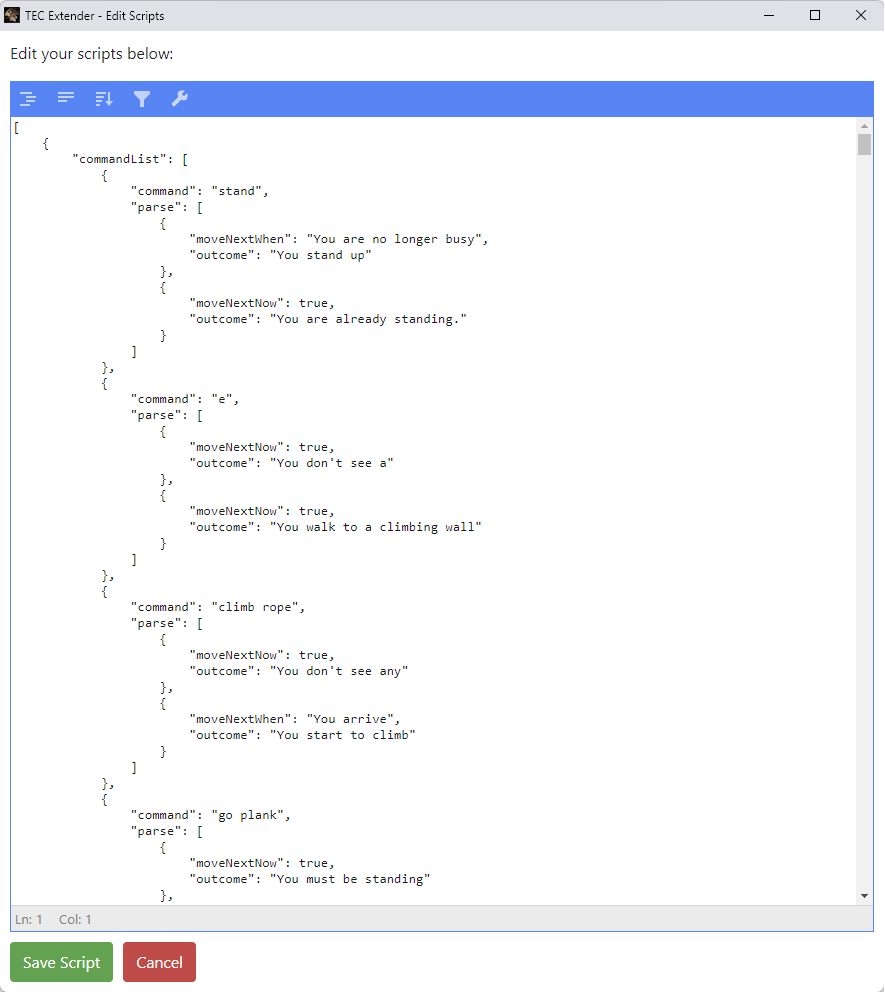 TEC Extender - Edit Scripts
Edit your scripts below:
[
    {
        "commandList": [
            {
                "command": "stand",
                "parse": [
                    {
                        "moveNextWhen": "You are no longer busy",
                        "outcome": "You stand up"
                    },
                    {
                        "moveNextNow": true,
                        "outcome": "You are already standing."
                    }
                ]
            },
            {
                "command": "e",
                "parse": [
                    {
                        "moveNextNow": true,
                        "outcome": "You don't see a"
                    },
                    {
                        "moveNextNow": true,
                        "outcome": "You walk to a climbing wall"
                    }
                ]
            },
            {
                "command": "climb rope",
                "parse": [
                    {
                        "moveNextNow": true,
                        "outcome": "You don't see any"
                    },
                    {
                        "moveNextWhen": "You arrive",
                        "outcome": "You start to climb"
                    }
                ]
            },
            {
                "command": "go plank",
                "parse": [
                    {
                        "moveNextNow": true,
                        "outcome": "You must be standing"
                    },
Ln: 1 Col: 1
Save Script Cancel